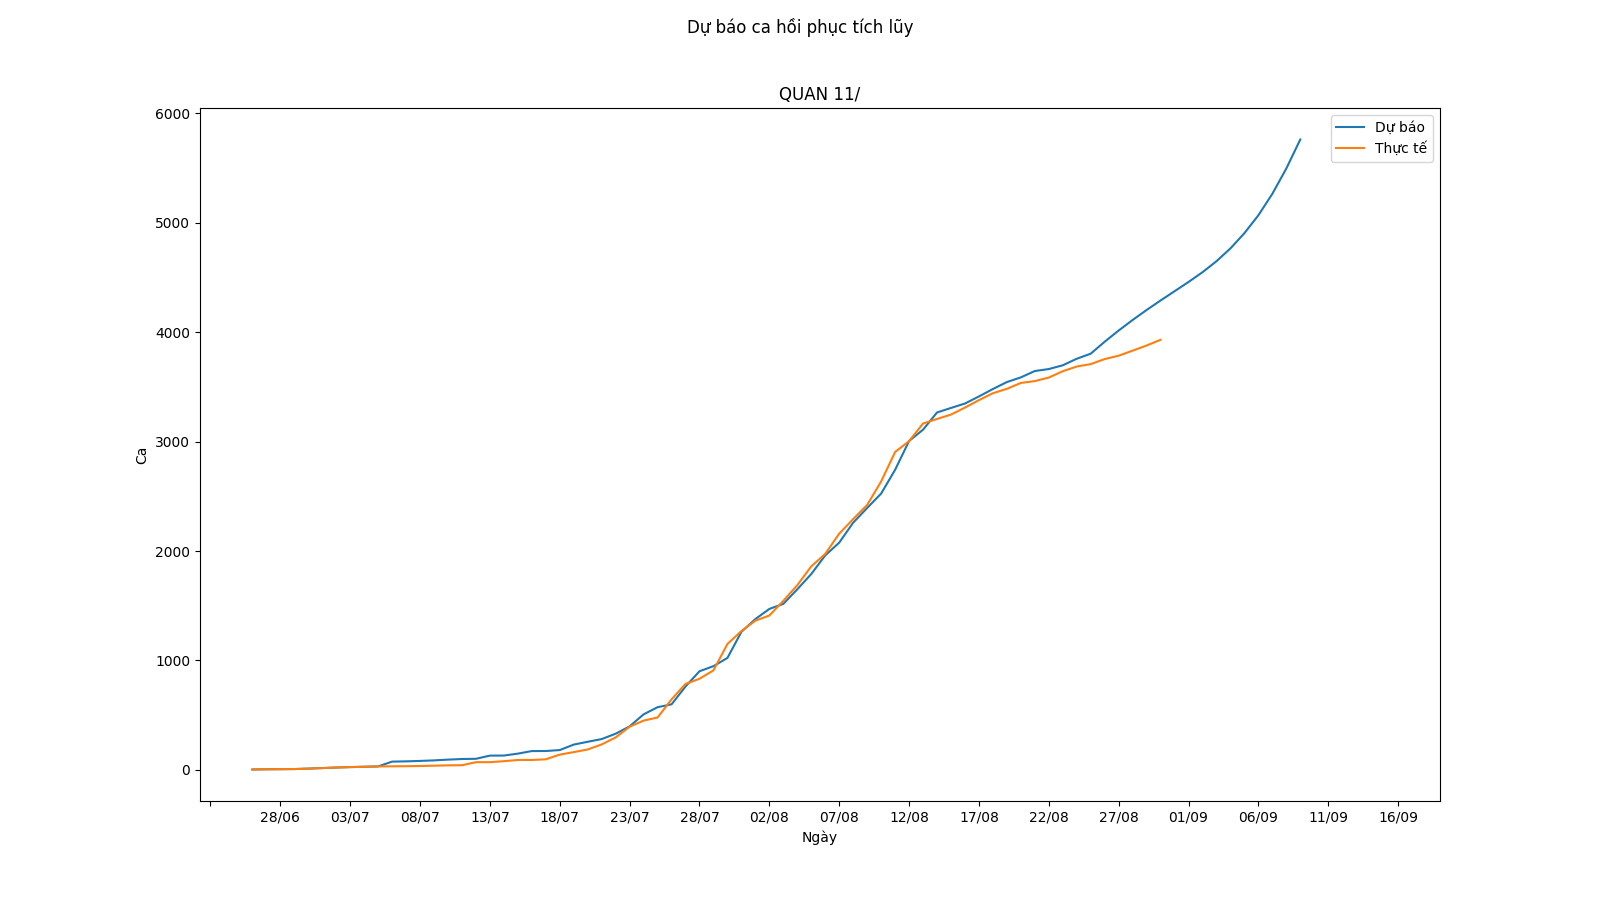 Dự báo ca hồi phục tích lũy
QUAN 11/
6000
5000
4000
3000
2000
1000
0
Ca
Dự báo
Thực tế
28/06 03/07 08/07 13/07 18/07 23/07 28/07 02/08 07/08 12/08 17/08 22/08 27/08 01/09 06/09 11/09 16/09
Ngày